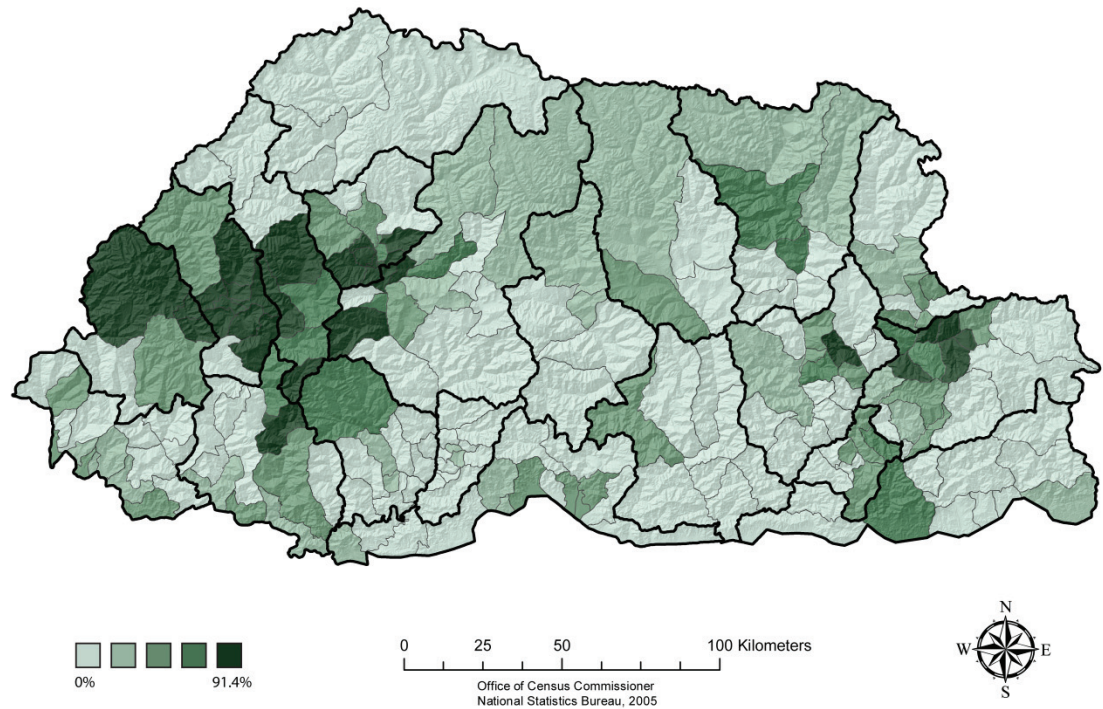 0%
91.4%
0 25 50 100 Kilometers
Office of Census Commissioner
National Statistics Bureau, 2005
N
W E
S